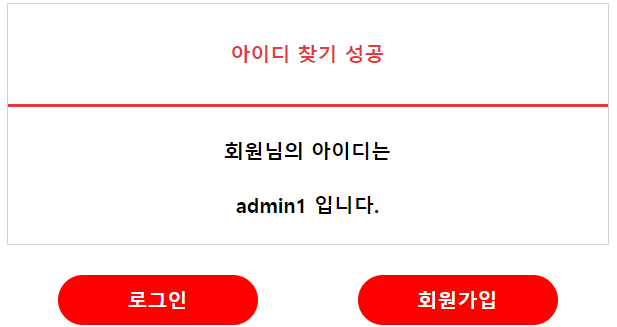 아이디 찾기 성공
회원님의 아이디는
admin1 입니다.
로그인
회원가입